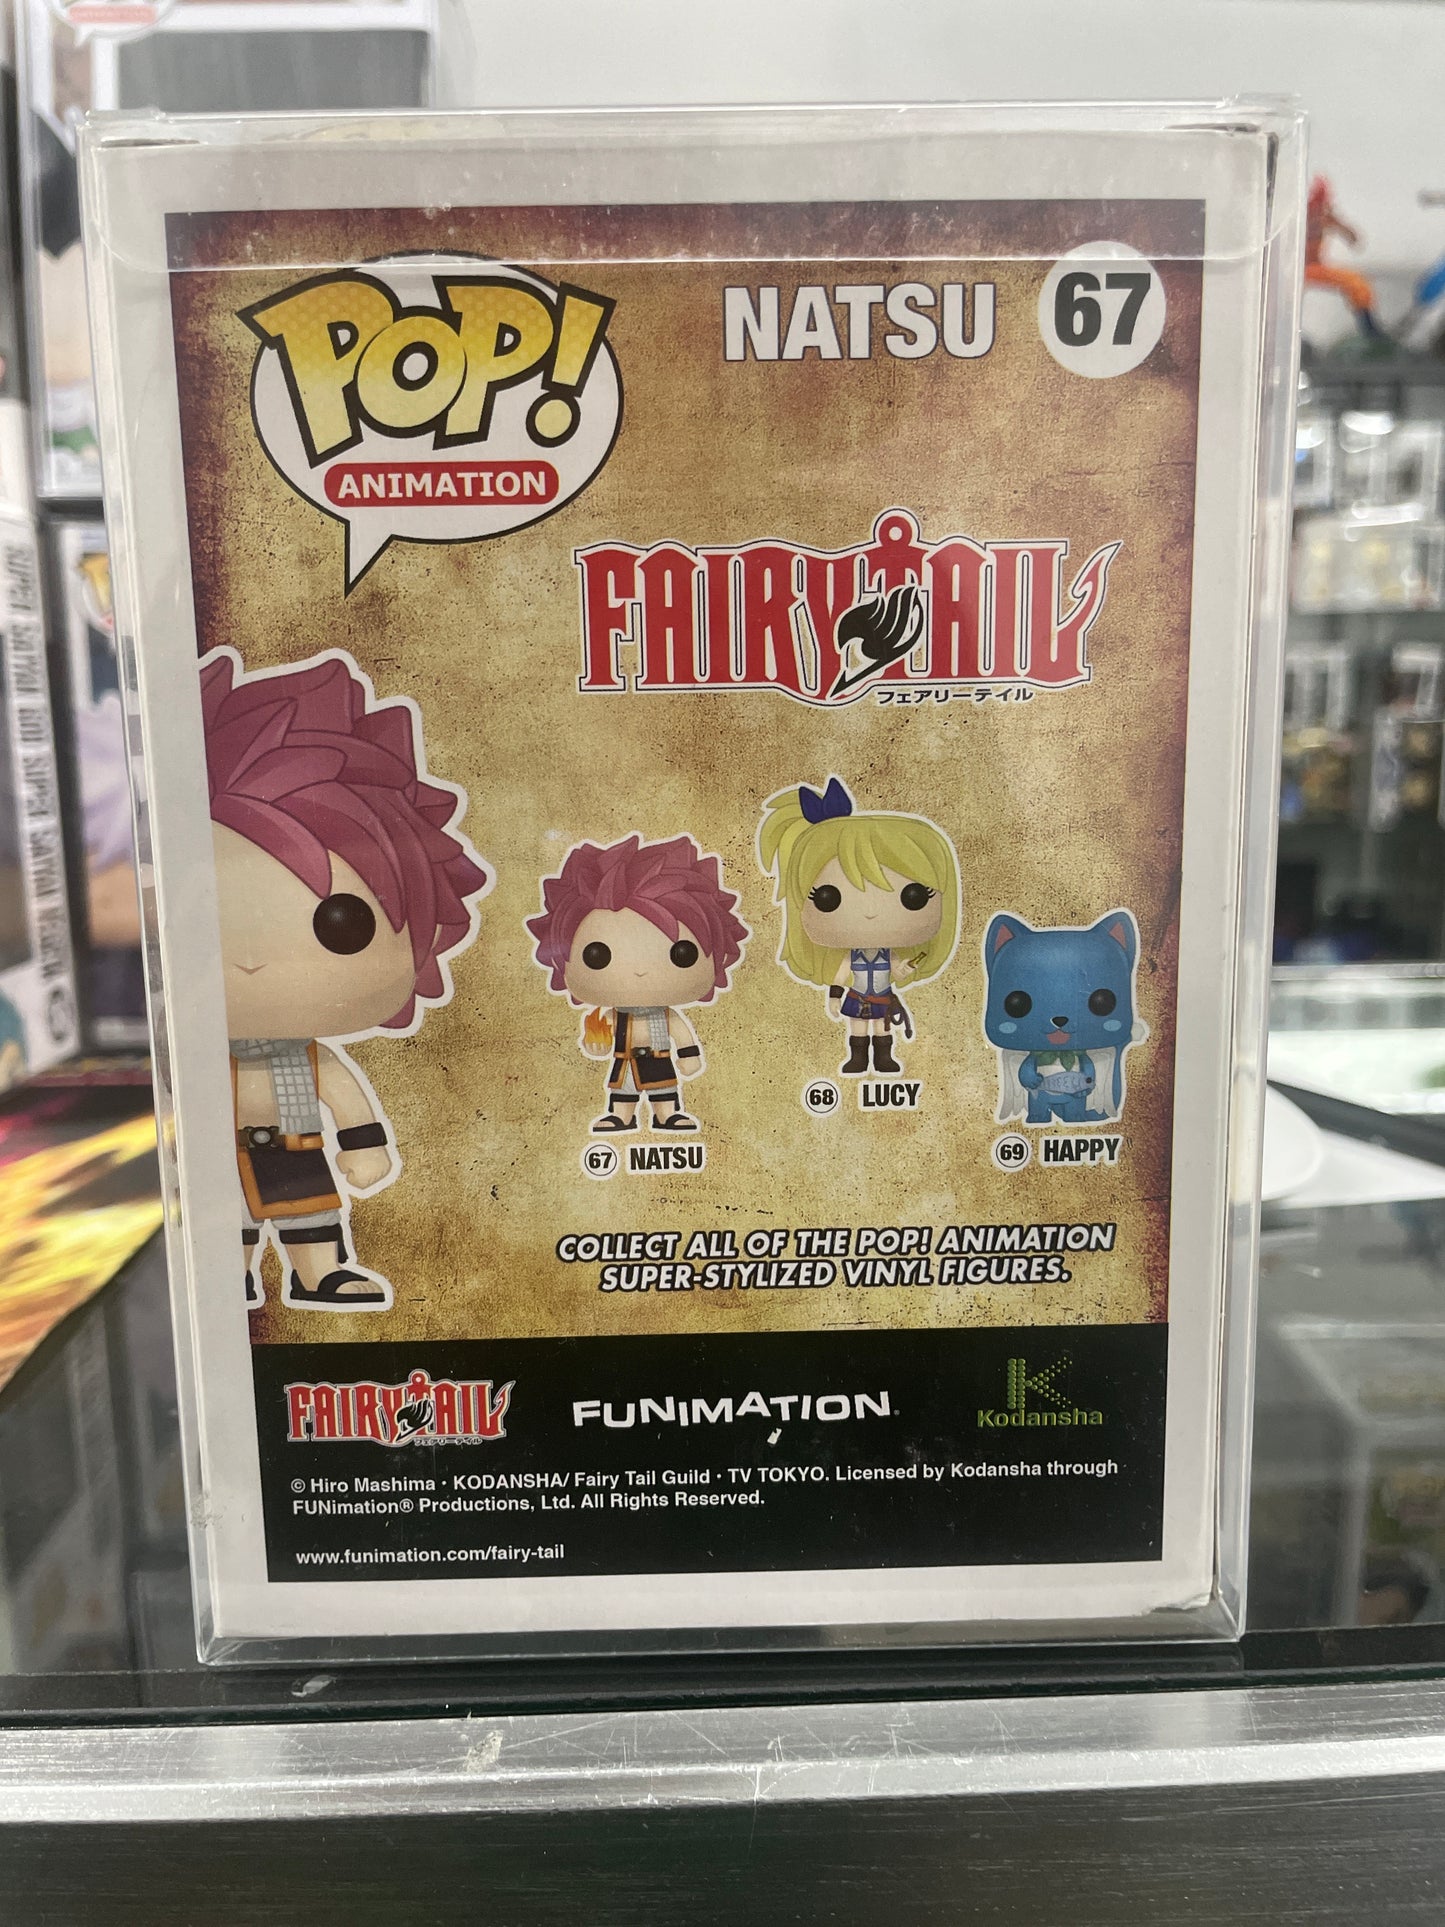 POP!
ANIMATION
NATSU 67
FAIRY TAIL
フェアリーテイル
68 LUCY
67 NATSU
69 HAPPY
COLLECT ALL OF THE POP! ANIMATION
SUPER-STYLIZED VINYL FIGURES.
FAIRY TAIL
フェアリーテイル
FUNIMATION®
K
Kodansha
© Hiro Mashima • KODANSHA/ Fairy Tail Guild • TV TOKYO. Licensed by Kodansha through
FUNimation® Productions, Ltd. All Rights Reserved.
www.funimation.com/fairy-tail